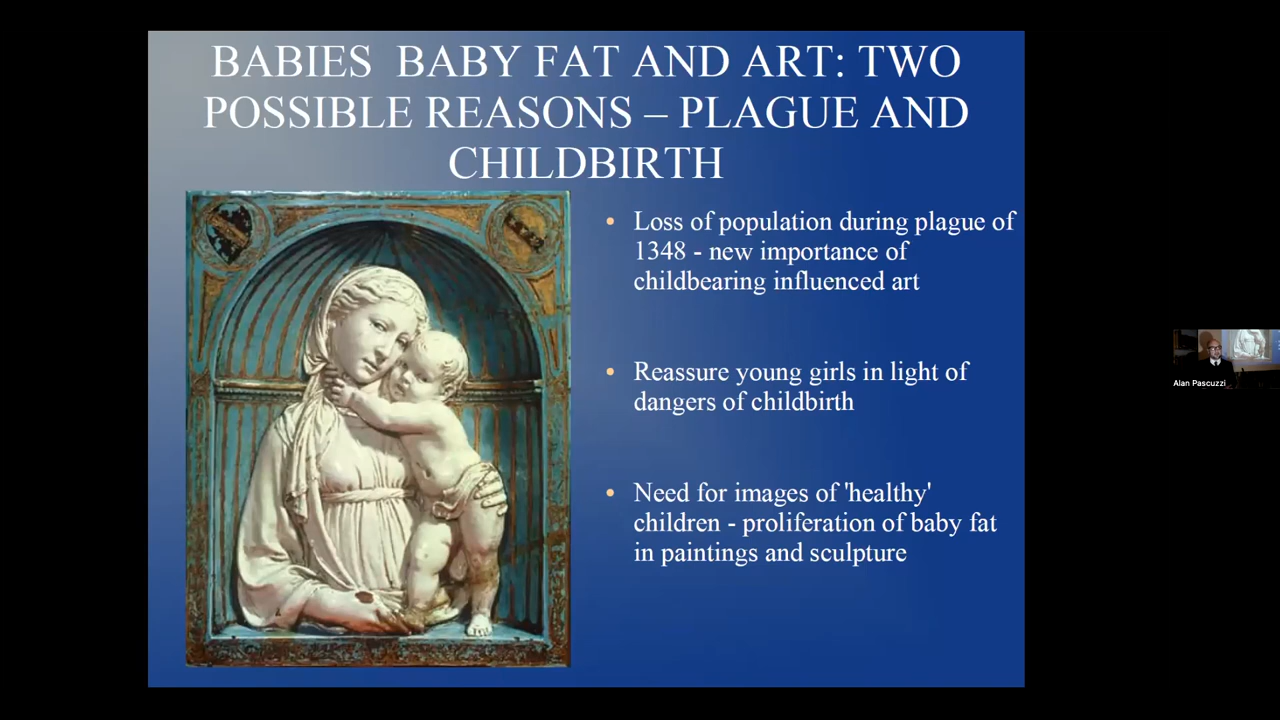 BABIES BABY FAT AND ART: TWO
POSSIBLE REASONS – PLAGUE AND
CHILDBIRTH
• Loss of population during plague of
1348 - new importance of
childbearing influenced art
• Reassure young girls in light of
dangers of childbirth
• Need for images of 'healthy'
children - proliferation of baby fat
in paintings and sculpture
Alan Pascuzzi